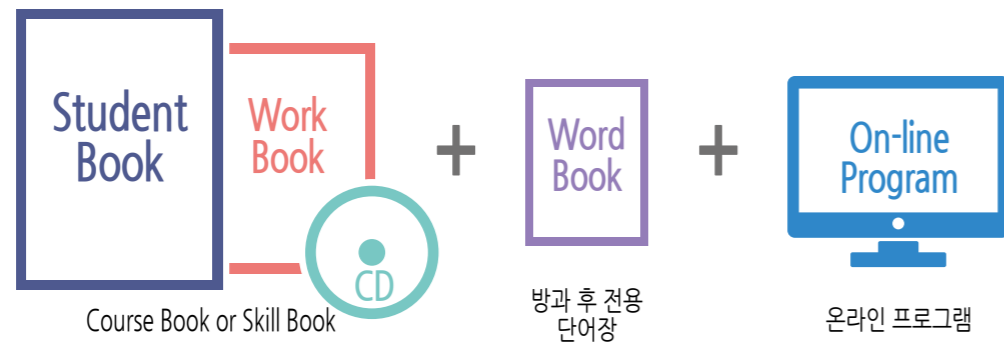 Student
Book
Work
Book
CD
Course Book or Skill Book
+
Word
Book
방과 후 전용
단어장
+
On-line
Program
온라인 프로그램